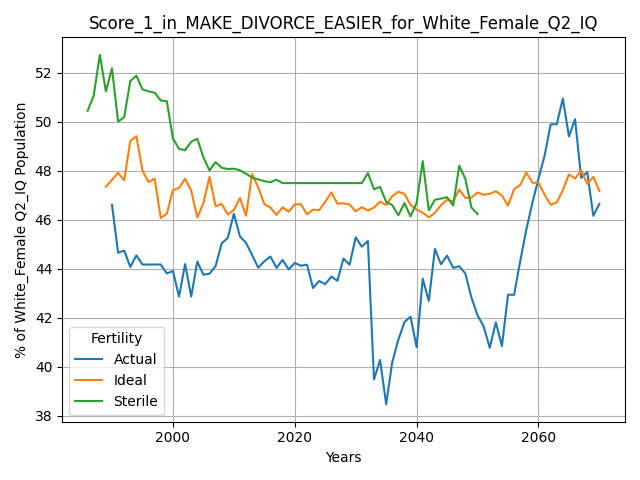 Score_1_in_MAKE_DIVORCE_EASIER_for_White_Female_Q2_IQ
% of White_Female Q2_IQ Population
52
50
48
46
44
42
40
38
Fertility
Actual
Ideal
Sterile
2000
2020
2040
2060
Years